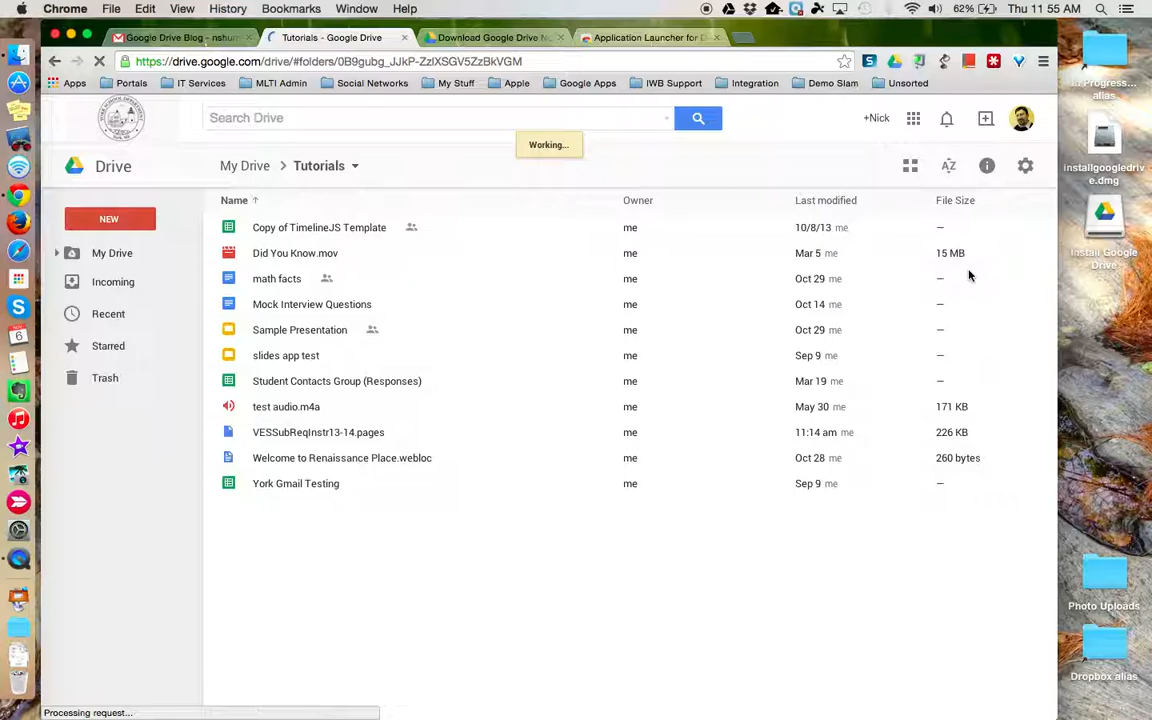 Chrome File Edit View History Bookmarks Window Help 62% Thu 11:55 AM
Google Drive Blog - nshum Tutorials - Google Drive Download Google Drive Application Launcher for D
https://drive.google.com/drive/#folders/0B9gubg_JJkP-ZzlXSGV5ZzBkVGM
Apps Portals IT Services MLTI Admin Social Networks My Stuff Apple Google Apps IWB Support Integration Demo Slam Unsorted
In Progress... alias
Search Drive
+Nick
Working...
installgoogledrive.dmg
Drive
My Drive > Tutorials
AZ
Name Owner Last modified File Size
NEW
Copy of TimelineJS Template me 10/8/13 me —
My Drive
Did You Know.mov me Mar 5 me 15 MB
Install Google Drive
Incoming
math facts me Oct 29 me —
Recent
Mock Interview Questions me Oct 14 me —
Starred
Sample Presentation me Oct 29 me —
Trash
slides app test me Sep 9 me —
Student Contacts Group (Responses) me Mar 19 me —
test audio.m4a me May 30 me 171 KB
VESSubReqInstr13-14.pages me 11:14 am me 226 KB
Welcome to Renaissance Place.webloc me Oct 28 me 260 bytes
York Gmail Testing me Sep 9 me —
Photo Uploads
Dropbox alias
Processing request...